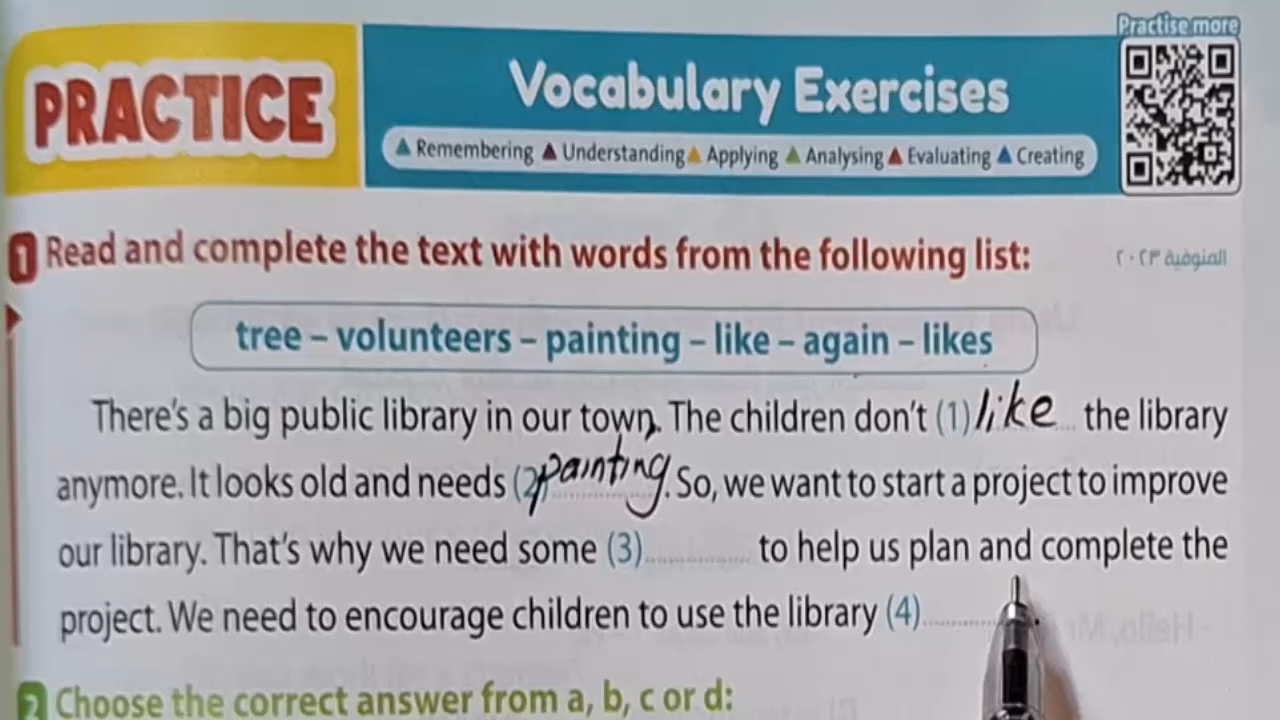 Practise more
PRACTICE
Vocabulary Exercises
Remembering Understanding Applying Analysing Evaluating Creating
1 Read and complete the text with words from the following list:
المنوفية ٢٠٢٣
tree – volunteers – painting – like – again – likes
There's a big public library in our town. The children don't (1) like the library
anymore. It looks old and needs (2) painting. So, we want to start a project to improve
our library. That's why we need some (3) .......... to help us plan and complete the
project. We need to encourage children to use the library (4) ..........
2 Choose the correct answer from a, b, c or d: